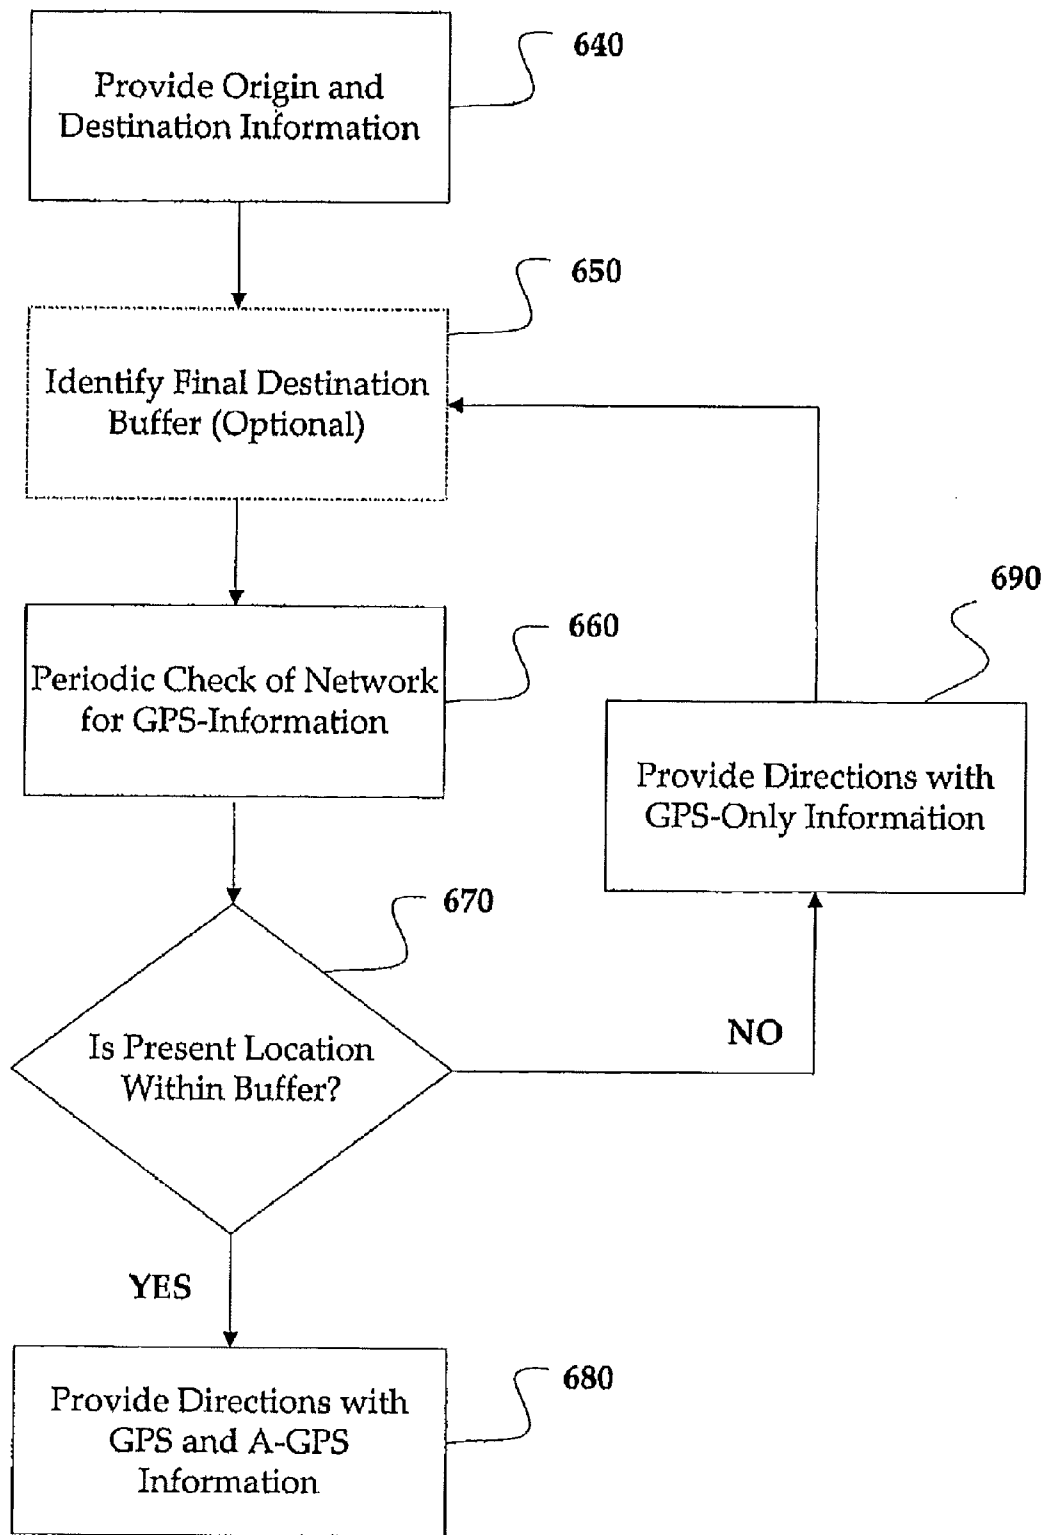 640
Provide Origin and
Destination Information
650
Identify Final Destination
Buffer (Optional)
660
Periodic Check of Network
for GPS-Information
690
Provide Directions with
GPS-Only Information
670
Is Present Location
Within Buffer?
NO
YES
680
Provide Directions with
GPS and A-GPS
Information